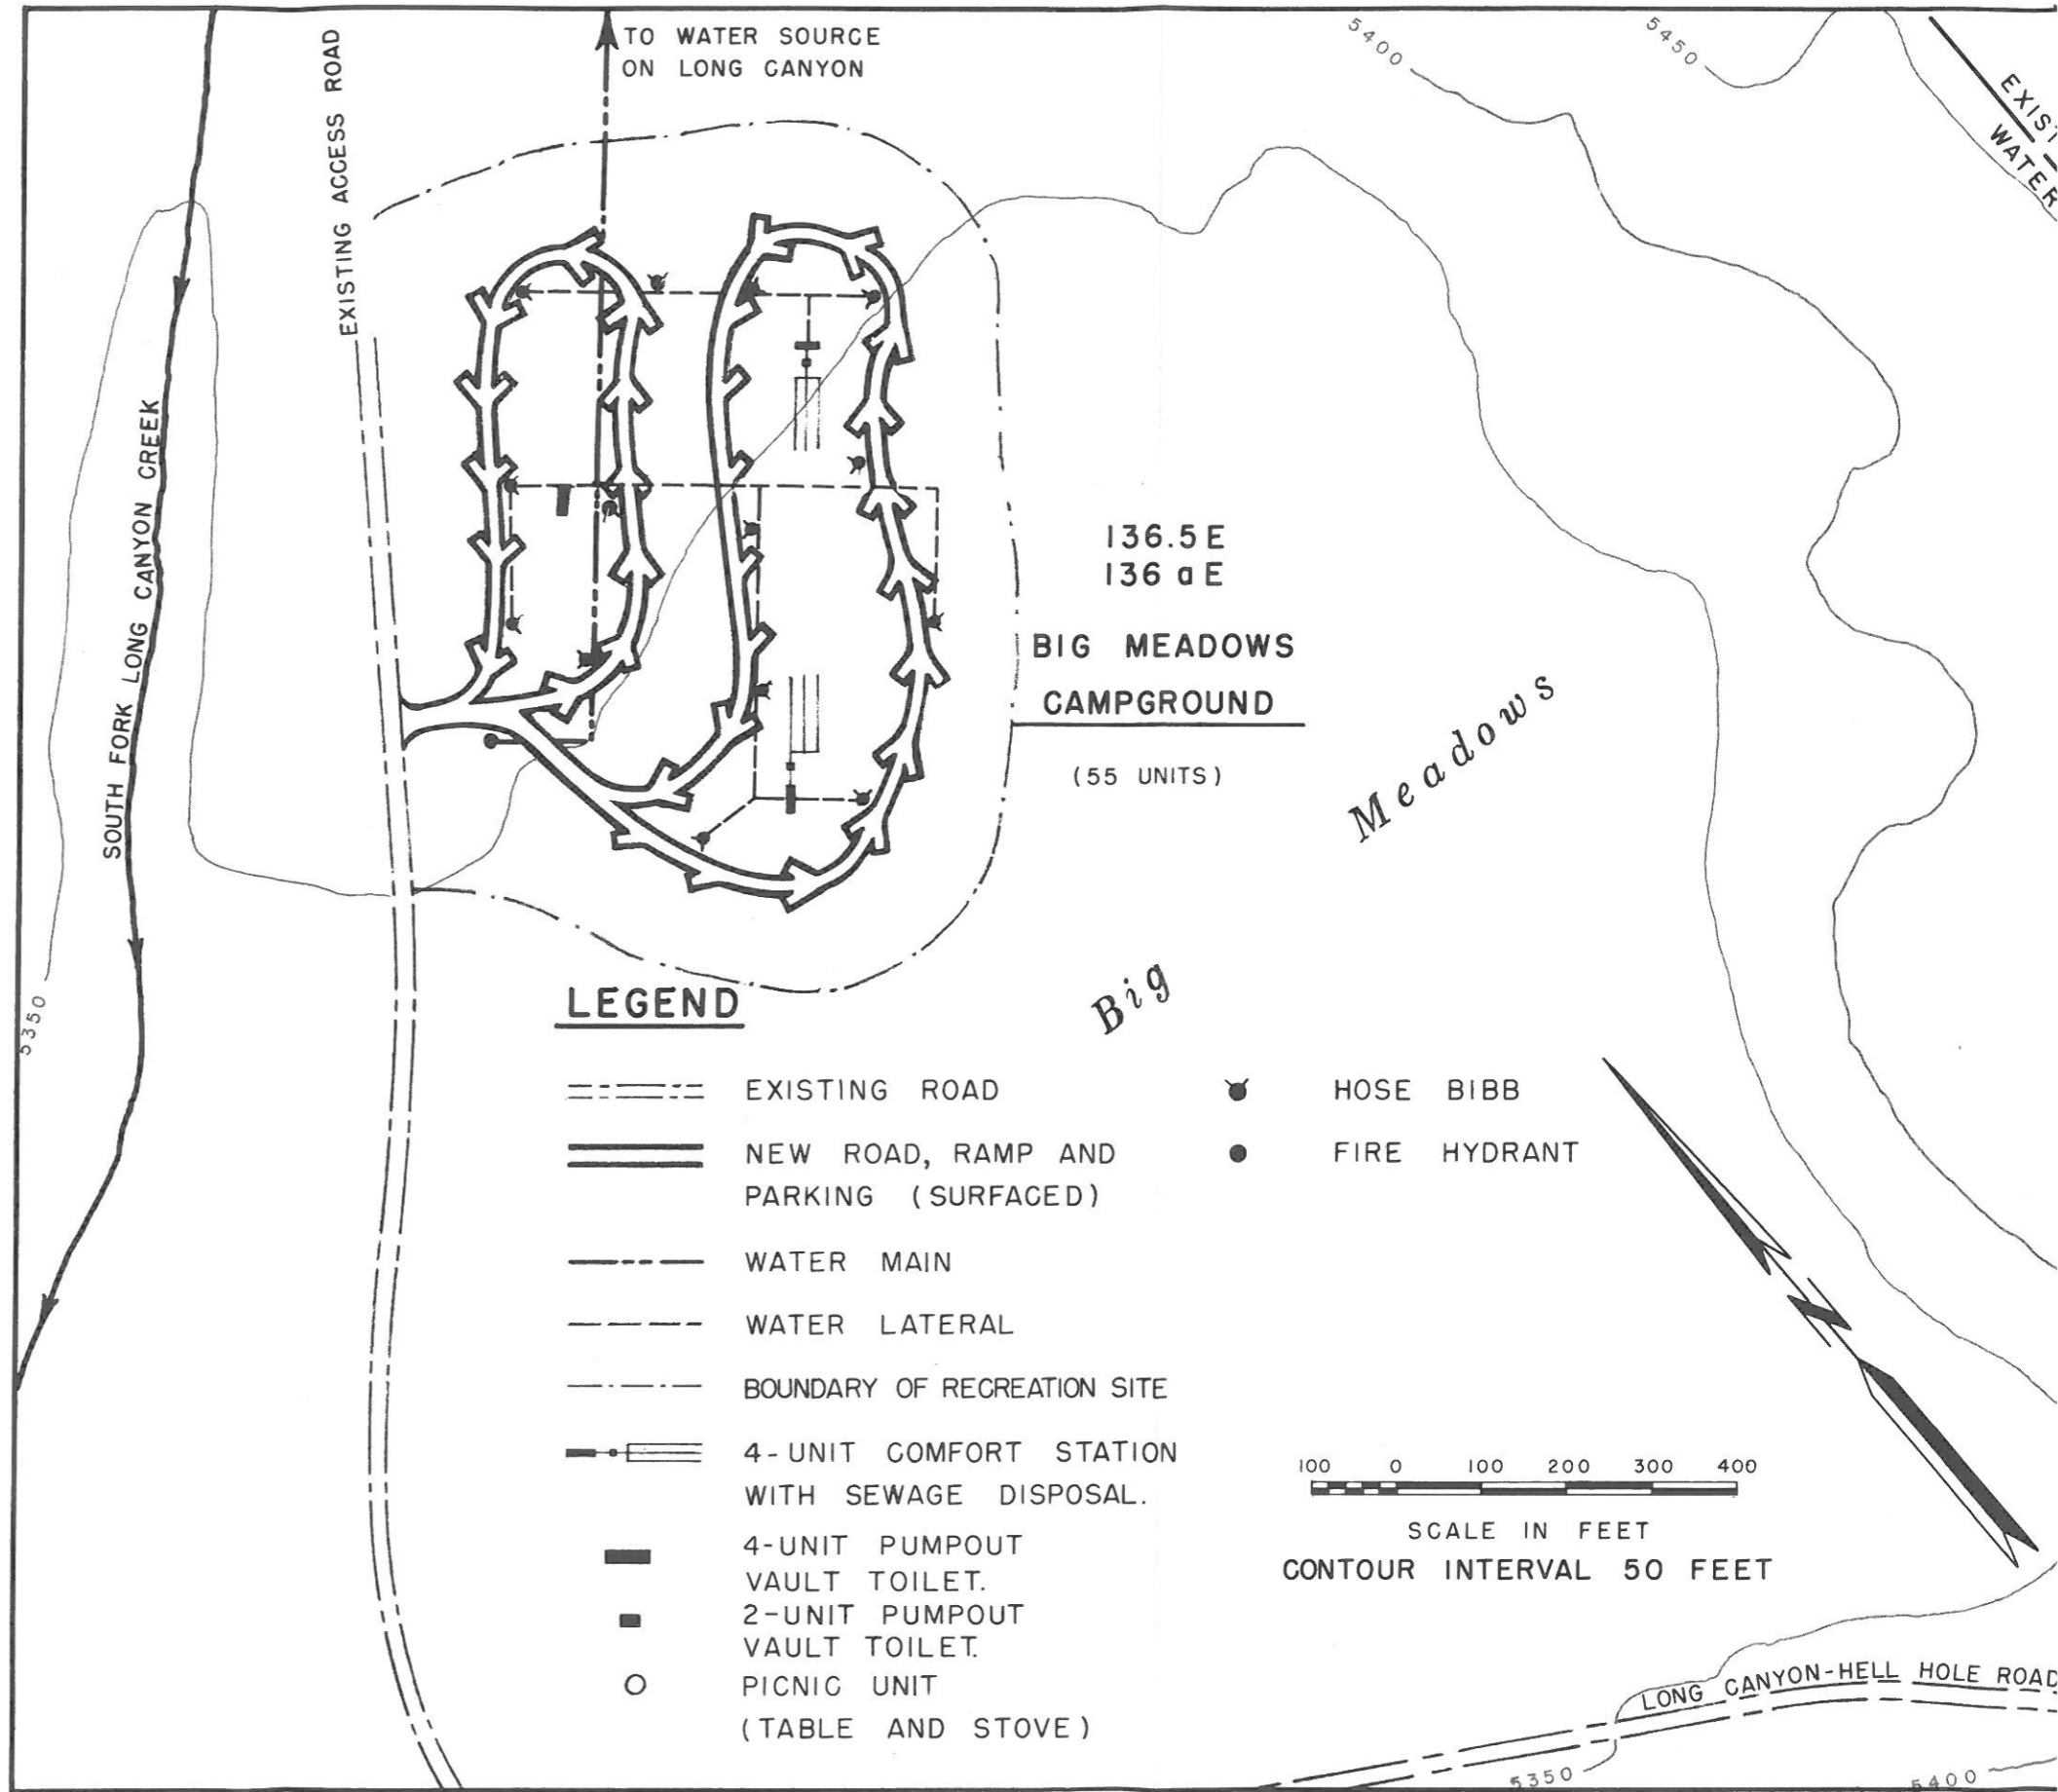 TO WATER SOURCE
ON LONG CANYON
5400
5450
EXISTING ACCESS ROAD
WATER
SOUTH FORK LONG CANYON CREEK
136.5E
136 a E
BIG MEADOWS
CAMPGROUND
(55 UNITS)
Big Meadows
5350
LEGEND
EXISTING ROAD
NEW ROAD, RAMP AND
PARKING (SURFACED)
WATER MAIN
WATER LATERAL
BOUNDARY OF RECREATION SITE
4-UNIT COMFORT STATION
WITH SEWAGE DISPOSAL.
4-UNIT PUMPOUT
VAULT TOILET.
2-UNIT PUMPOUT
VAULT TOILET.
PICNIC UNIT
(TABLE AND STOVE)
HOSE BIBB
FIRE HYDRANT
100 0 100 200 300 400
SCALE IN FEET
CONTOUR INTERVAL 50 FEET
LONG CANYON-HELL HOLE ROAD
5350
5400